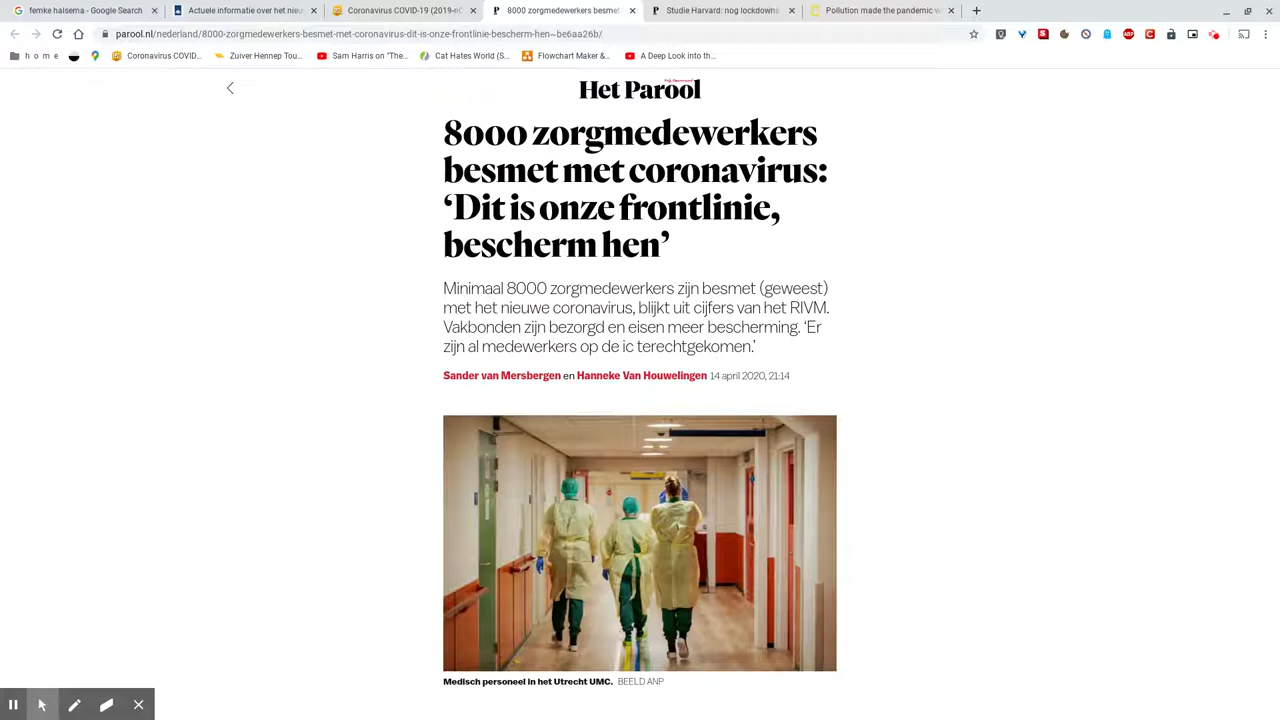 femke halsema - Google Search
Actuele informatie over het nieu
Coronavirus COVID-19 (2019-nC
8000 zorgmedewerkers besmet
Studie Harvard: nog lockdowns
Pollution made the pandemic w
parool.nl/nederland/8000-zorgmedewerkers-besmet-met-coronavirus-dit-is-onze-frontlinie-bescherm-hen~be6aa26b/
h o m e
Coronavirus COVID...
Zuiver Hennep Tou...
Sam Harris on "The...
Cat Hates World (S...
Flowchart Maker &...
A Deep Look into th...
Het Parool
8000 zorgmedewerkers
besmet met coronavirus:
‘Dit is onze frontlinie,
bescherm hen’
Minimaal 8000 zorgmedewerkers zijn besmet (geweest)
met het nieuwe coronavirus, blijkt uit cijfers van het RIVM.
Vakbonden zijn bezorgd en eisen meer bescherming. ‘Er
zijn al medewerkers op de ic terechtgekomen.’
Sander van Mersbergen en Hanneke Van Houwelingen 14 april 2020, 21:14
Medisch personeel in het Utrecht UMC. BEELD ANP